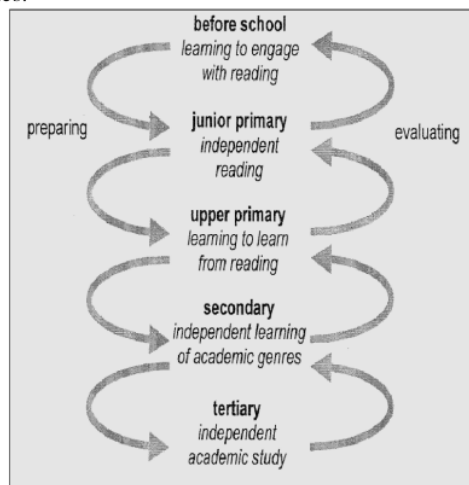 before school
learning to engage
with reading
preparing
junior primary
evaluating
independent
reading
upper primary
learning to learn
from reading
secondary
independent learning
of academic genres
tertiary
independent
academic study